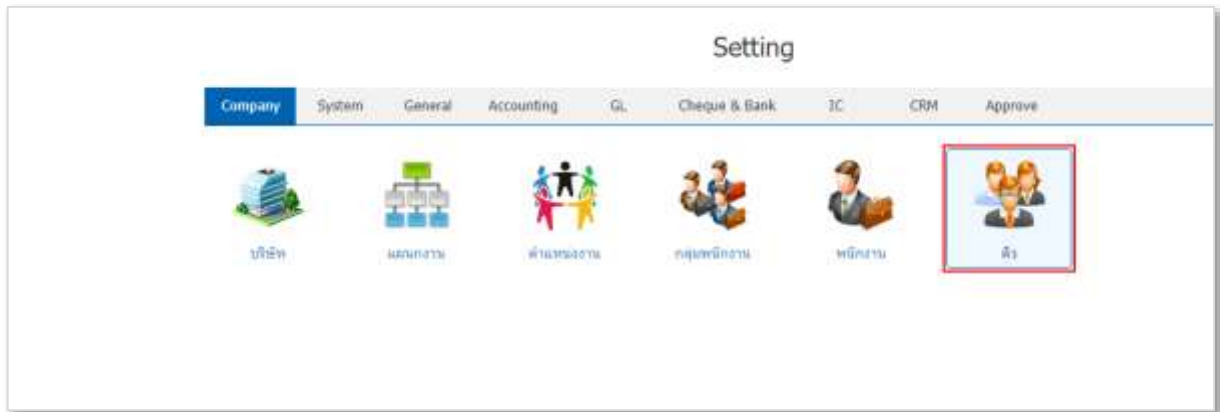 Setting
Company System General Accounting GL Cheque & Bank IC CRM Approve
บริษัท แผนกงาน ตำแหน่งงาน กลุ่มพนักงาน พนักงาน คิว